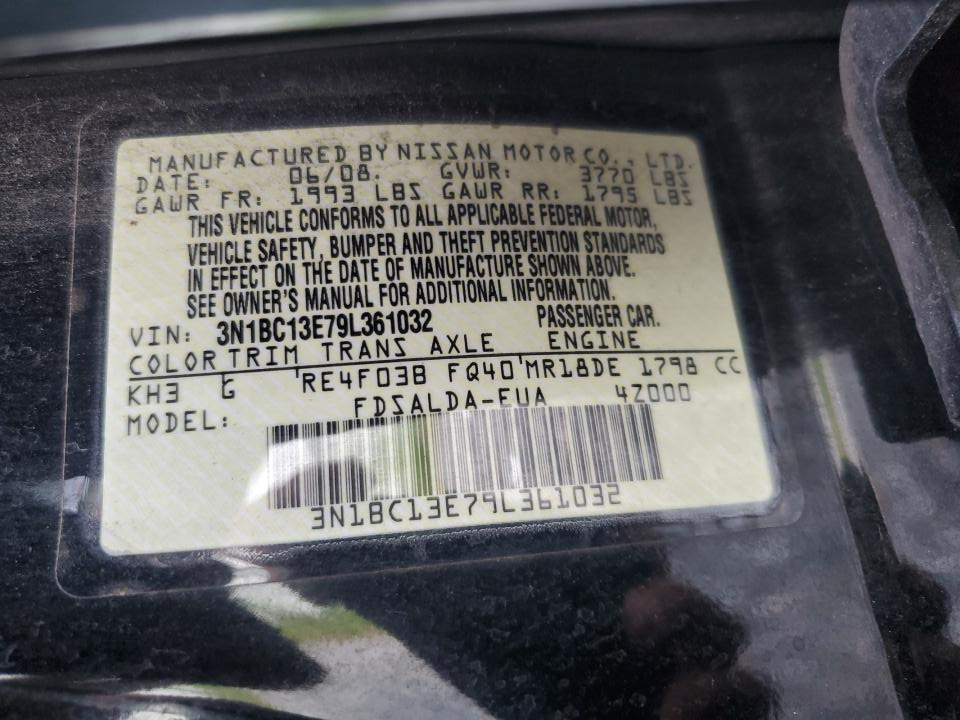 MANUFACTURED BY NISSAN MOTOR CO., LTD.
DATE: 06/08. GVWR: 3770 LBS
GAWR FR: 1993 LBS GAWR RR: 1795 LBS
THIS VEHICLE CONFORMS TO ALL APPLICABLE FEDERAL MOTOR,
VEHICLE SAFETY, BUMPER AND THEFT PREVENTION STANDARDS
IN EFFECT ON THE DATE OF MANUFACTURE SHOWN ABOVE.
SEE OWNER'S MANUAL FOR ADDITIONAL INFORMATION.
VIN: 3N1BC13E79L361032 PASSENGER CAR.
COLOR TRIM TRANS AXLE ENGINE
KH3 G 'RE4F03B FQ40'MR18DE 1798 CC
MODEL: FDSALDA-EUA 4Z000
3N1BC13E79L361032